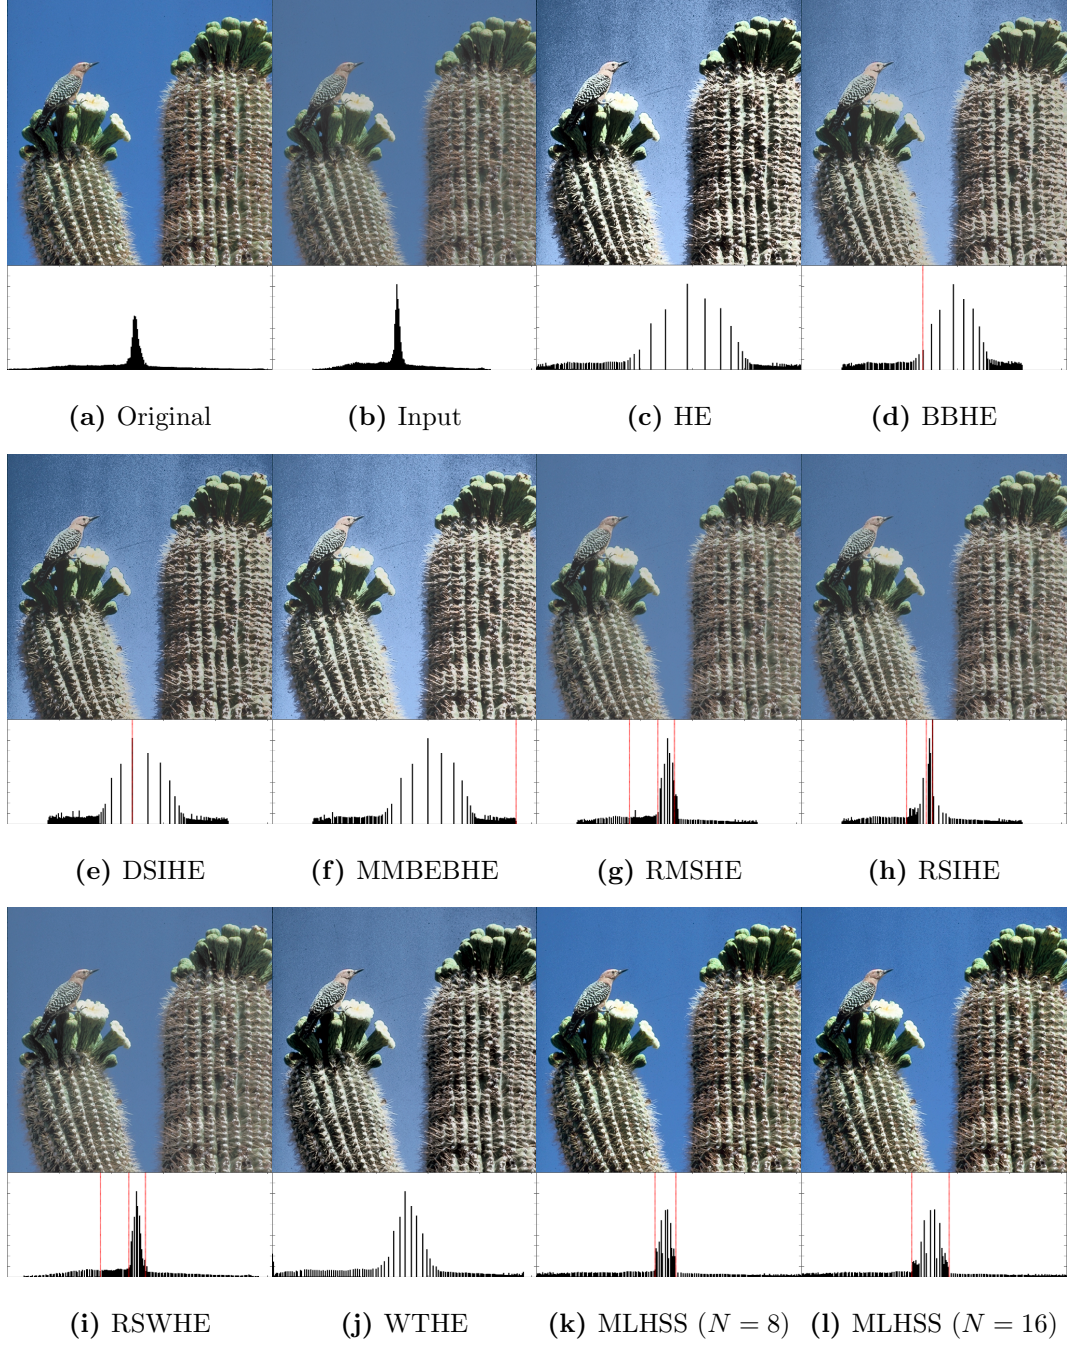 (a) Original (b) Input (c) HE (d) BBHE
(e) DSIHE (f) MMBEBHE (g) RMSHE (h) RSIHE
(i) RSWHE (j) WTHE (k) MLHSS (N = 8) (l) MLHSS (N = 16)